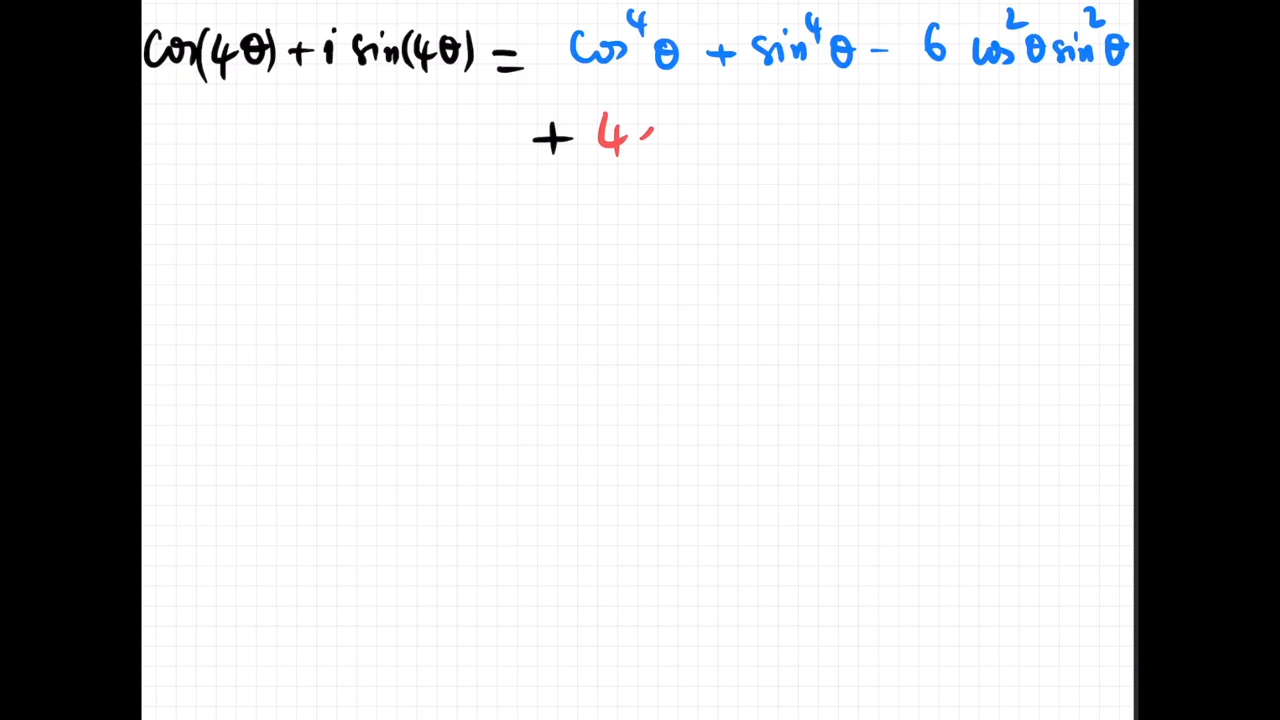 cos(4θ) + i sin(4θ) = cos⁴θ + sin⁴θ - 6 cos²θ sin²θ
+ 4